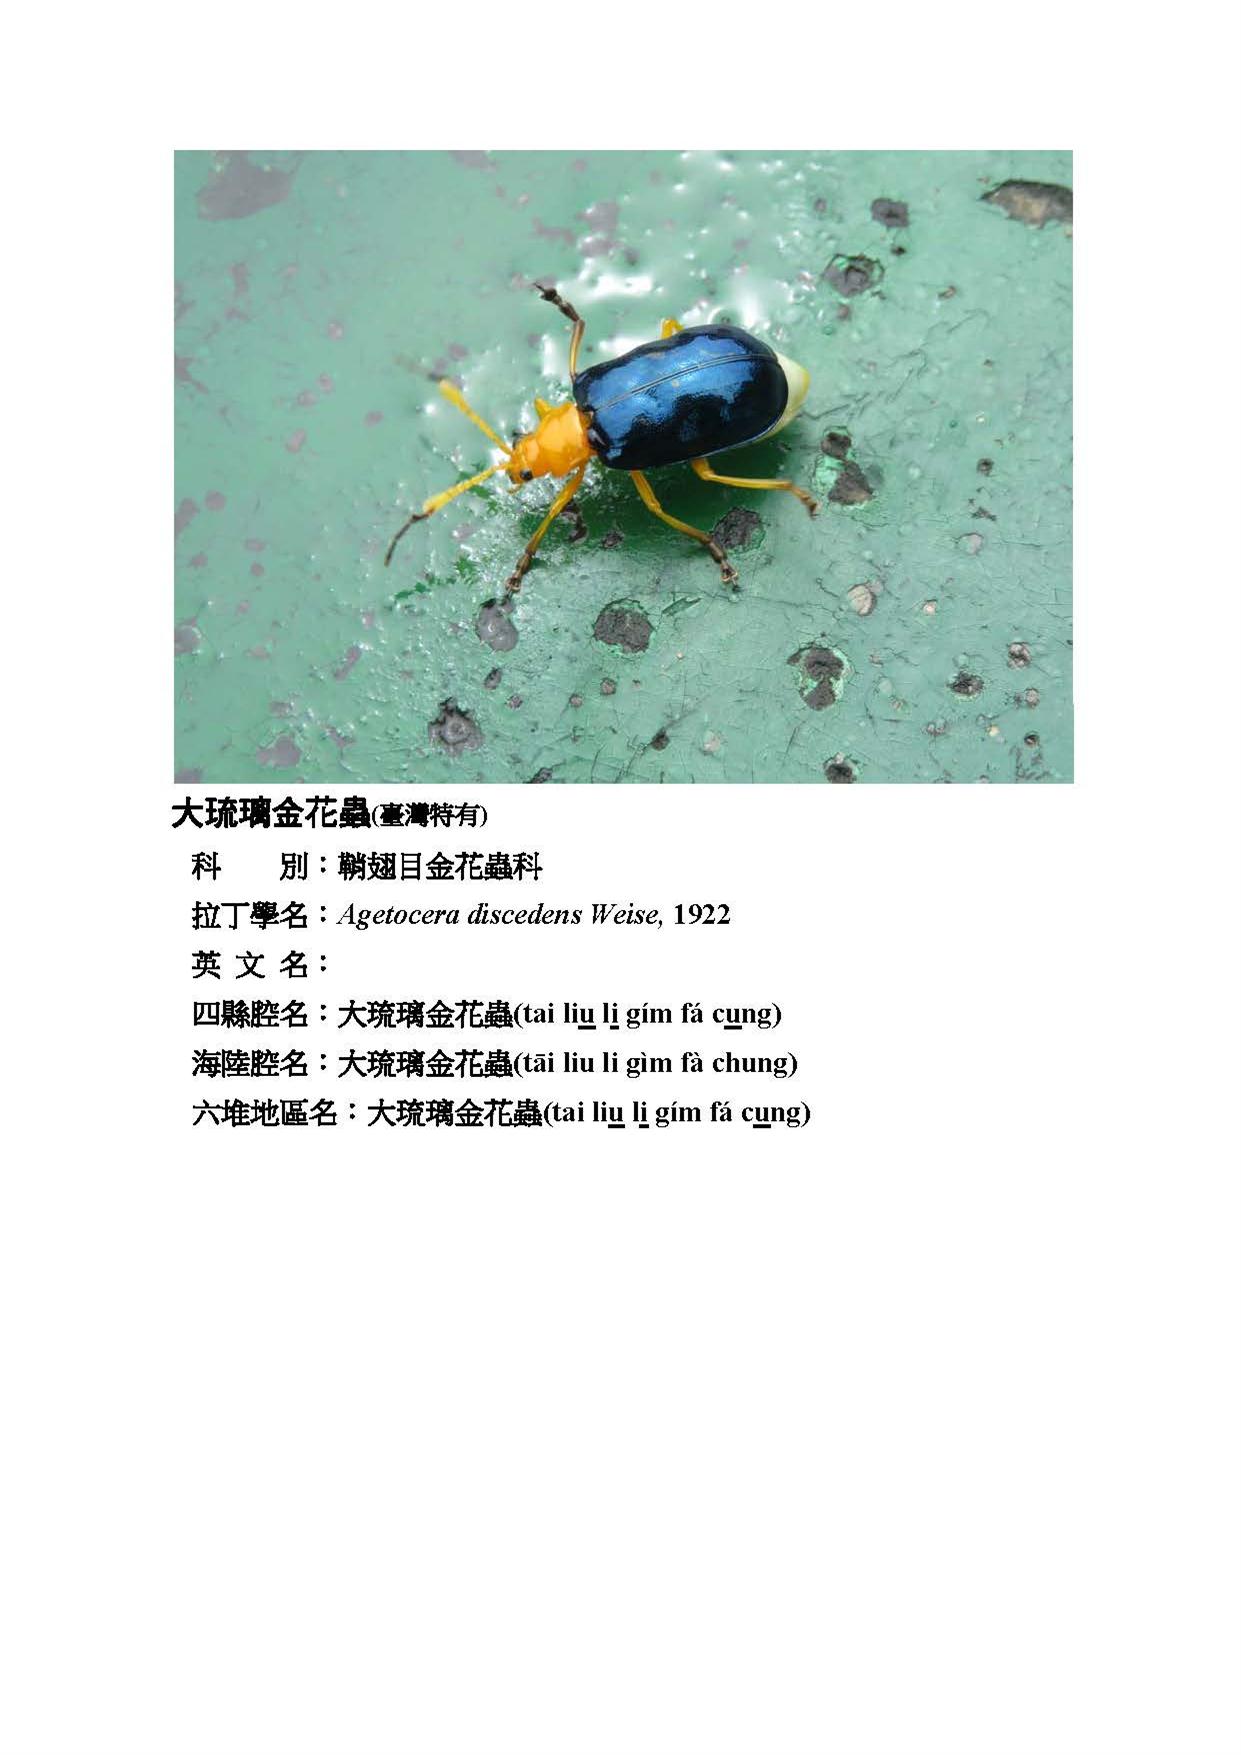 大琉璃金花蟲(臺灣特有)
科　　別：鞘翅目金花蟲科
拉丁學名：Agetocera discedens Weise, 1922
英 文 名：
四縣腔名：大琉璃金花蟲(tai liu li gím fá cung)
海陸腔名：大琉璃金花蟲(tāi liu li gìm fà chung)
六堆地區名：大琉璃金花蟲(tai liu li gím fá cung)